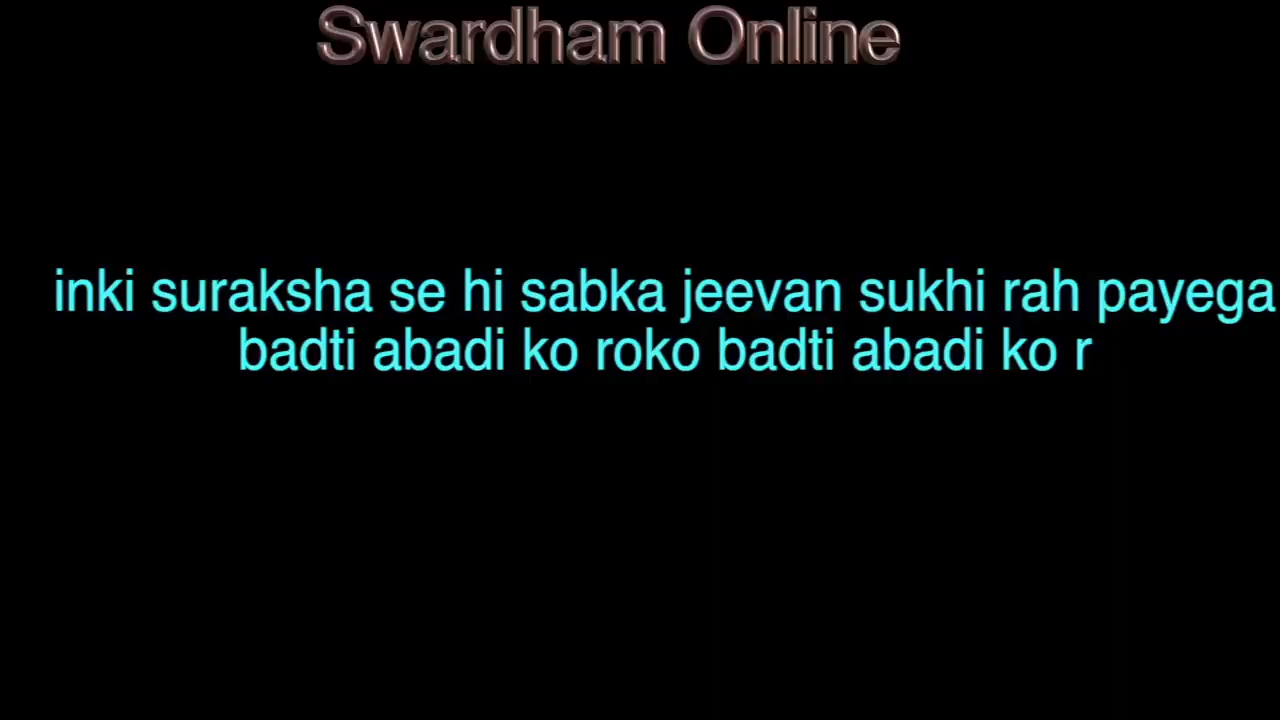 Swardham Online
inki suraksha se hi sabka jeevan sukhi rah payega
badti abadi ko roko badti abadi ko r